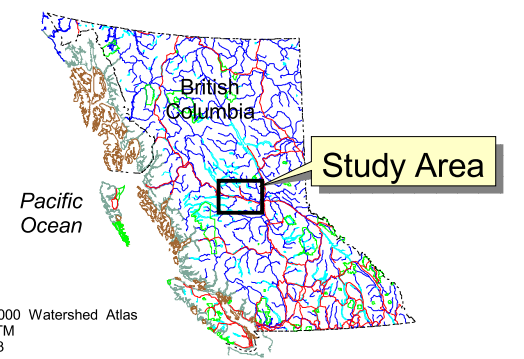 British
Columbia
Study Area
Pacific
Ocean
000 Watershed Atlas
TM